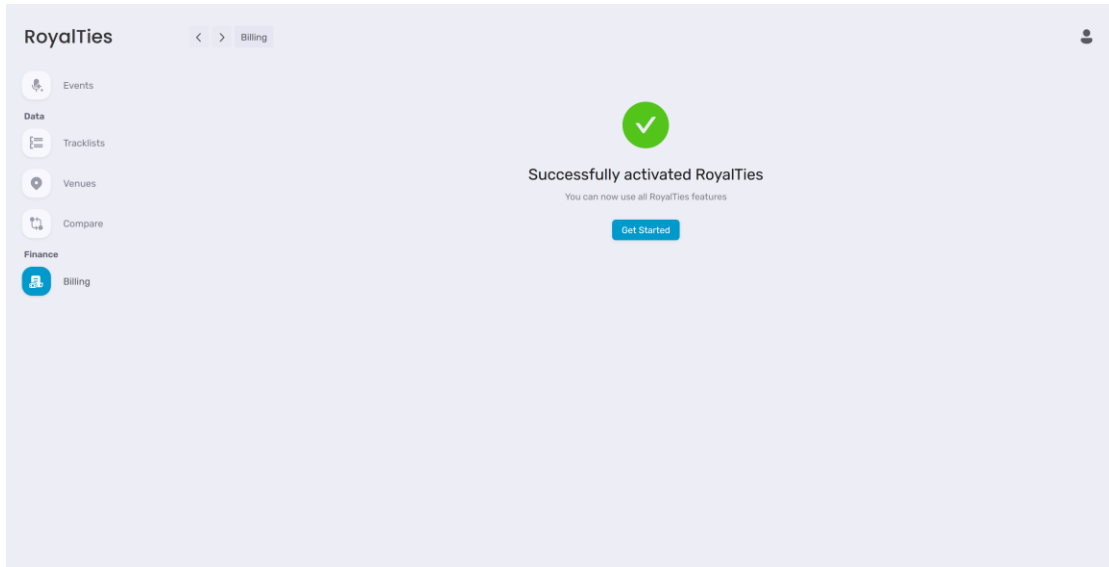 RoyalTies
Billing
Events
Data
Tracklists
Venues
Compare
Finance
Billing
Successfully activated RoyalTies
You can now use all RoyalTies features
Get Started